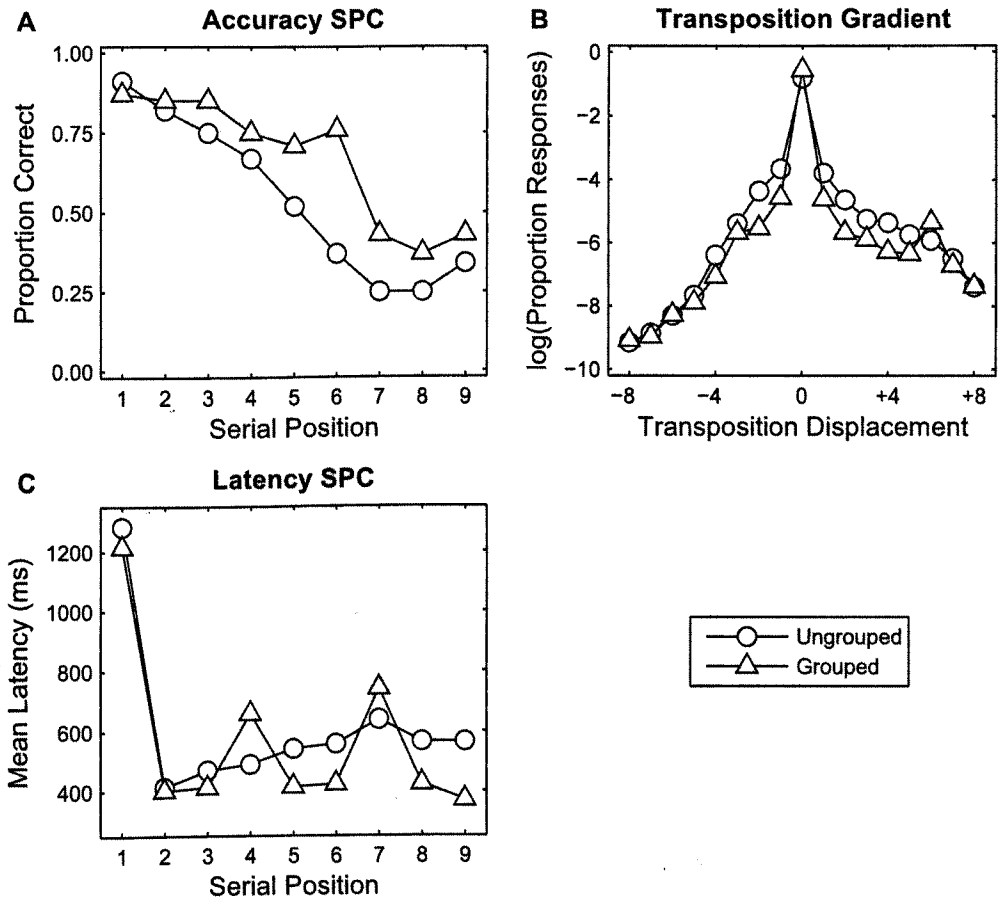 A
Accuracy SPC
1.00
0.75
0.50
0.25
0.00
Proportion Correct
1 2 3 4 5 6 7 8 9
Serial Position
B
Transposition Gradient
0
−2
−4
−6
−8
−10
log(Proportion Responses)
−8 −4 0 +4 +8
Transposition Displacement
C
Latency SPC
1200
1000
800
600
400
Mean Latency (ms)
1 2 3 4 5 6 7 8 9
Serial Position
Ungrouped
Grouped